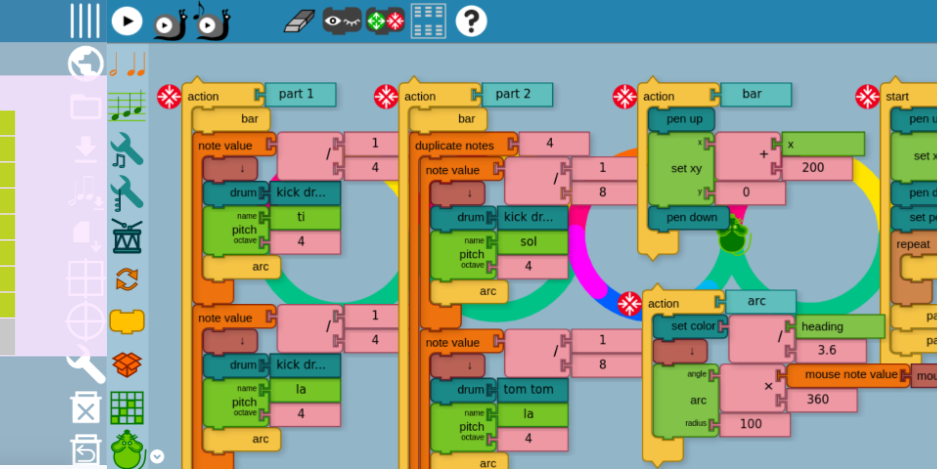 ?
action part 1
bar
note value / 1
4
↓
drum kick dr...
name ti
pitch
octave 4
arc
note value / 1
4
↓
drum kick dr...
name la
pitch
octave 4
arc
action part 2
bar
duplicate notes 4
note value / 1
8
↓
drum kick dr...
name sol
pitch
octave 4
arc
note value / 1
8
↓
drum tom tom
name la
pitch
octave 4
arc
action bar
pen up
x + x
set xy 200
y 0
pen down
action arc
set color / heading
↓ 3.6
angle × mouse note value mou
arc 360
radius 100
start
pen u
set x
pen d
set p
repeat
pa
pa